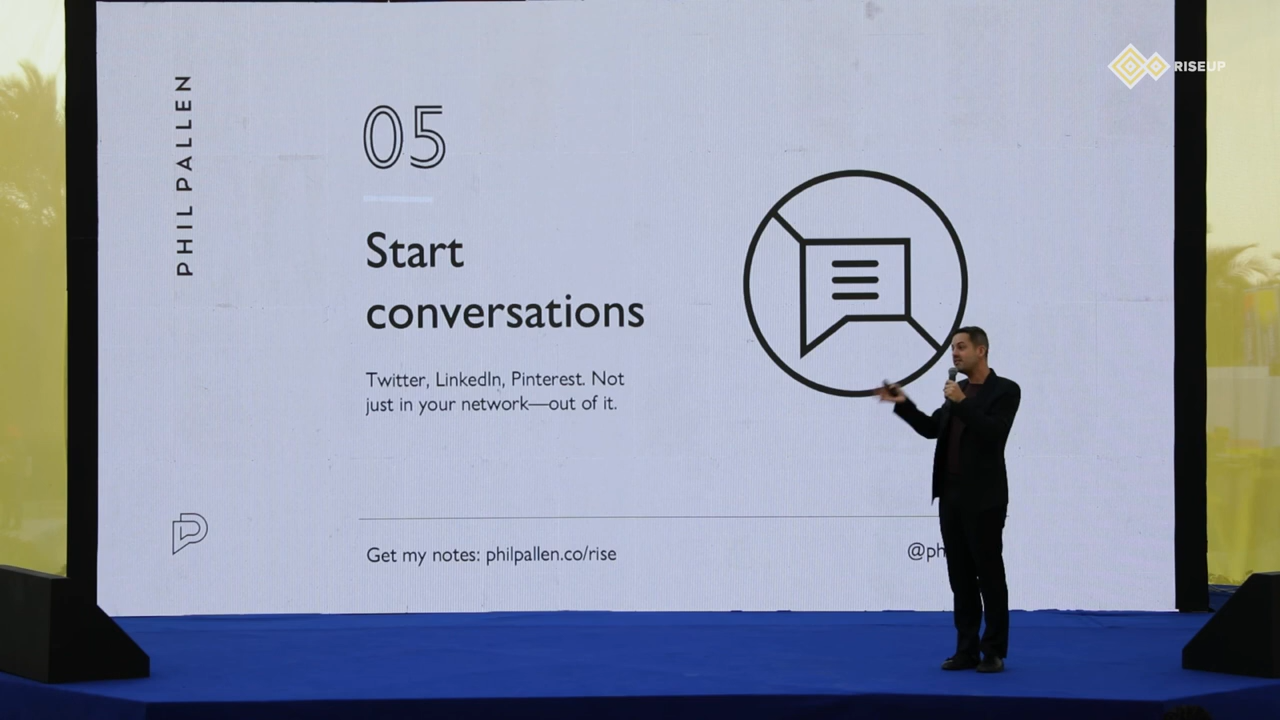 RISEUP
PHIL PALLEN
05
Start
conversations
Twitter, LinkedIn, Pinterest. Not
just in your network—out of it.
Get my notes: philpallen.co/rise
@ph